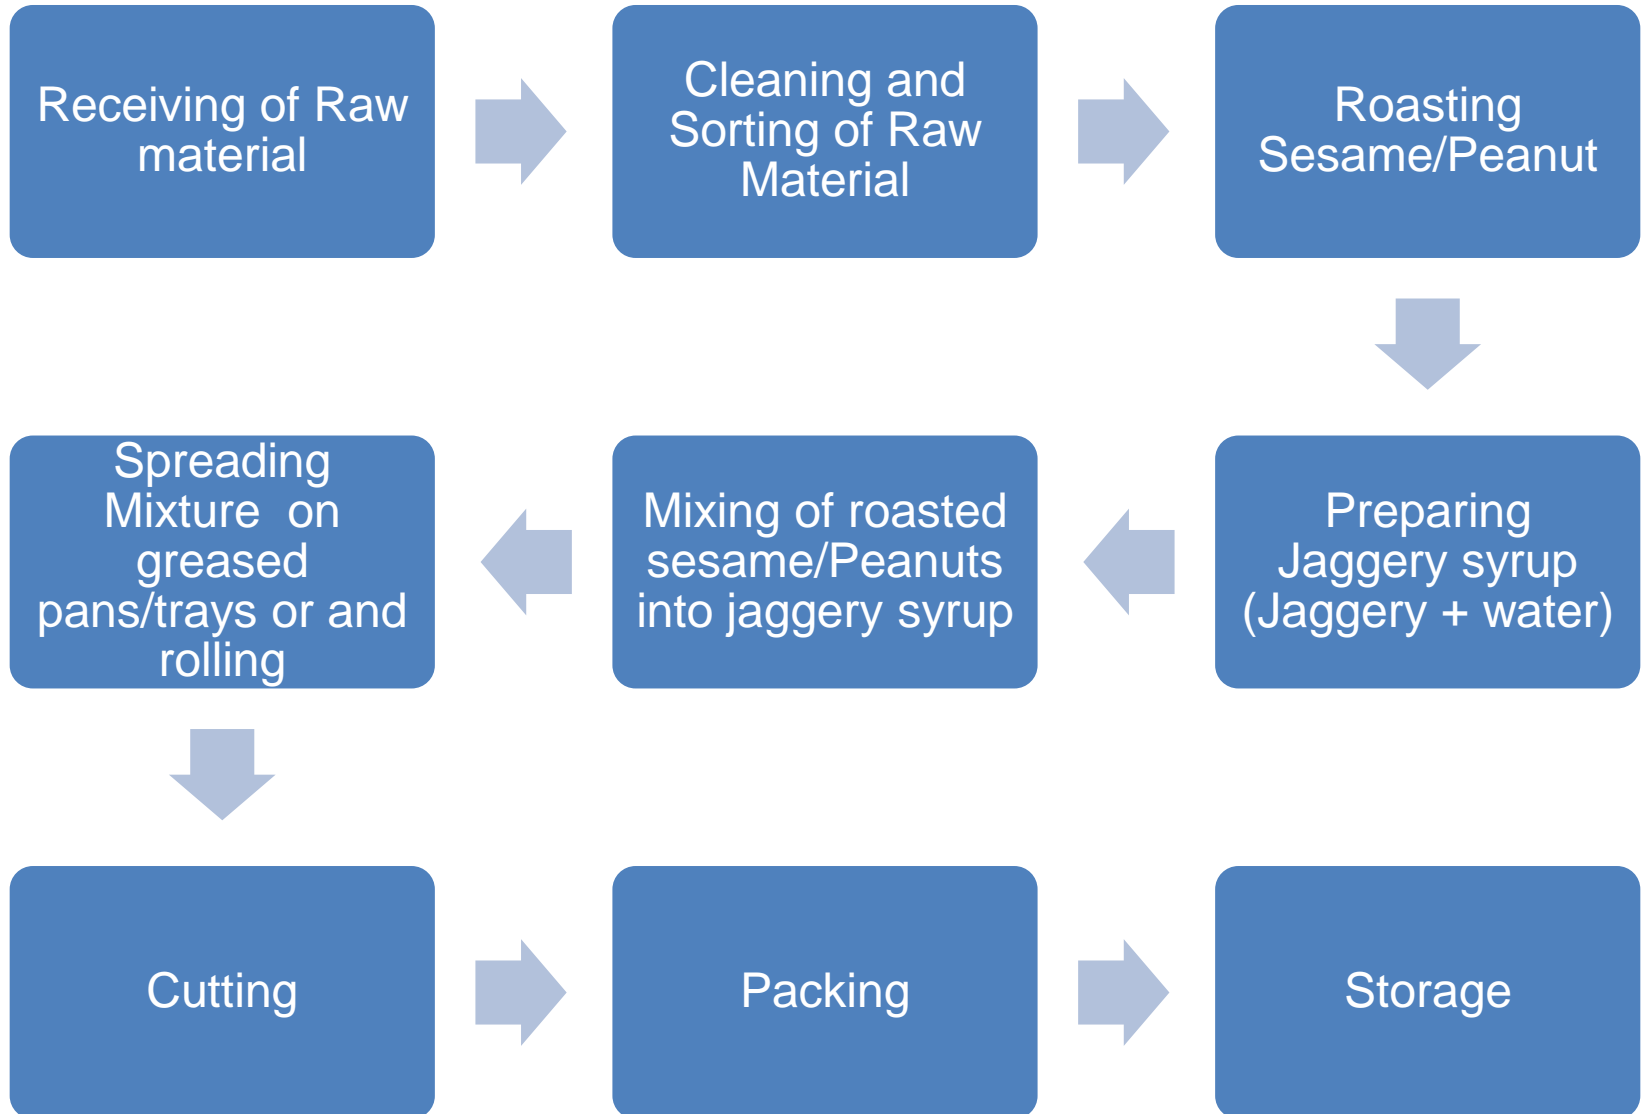 Receiving of Raw
material
Cleaning and
Sorting of Raw
Material
Roasting
Sesame/Peanut
Preparing
Jaggery syrup
(Jaggery + water)
Mixing of roasted
sesame/Peanuts
into jaggery syrup
Spreading
Mixture  on
greased
pans/trays or and
rolling
Cutting
Packing
Storage